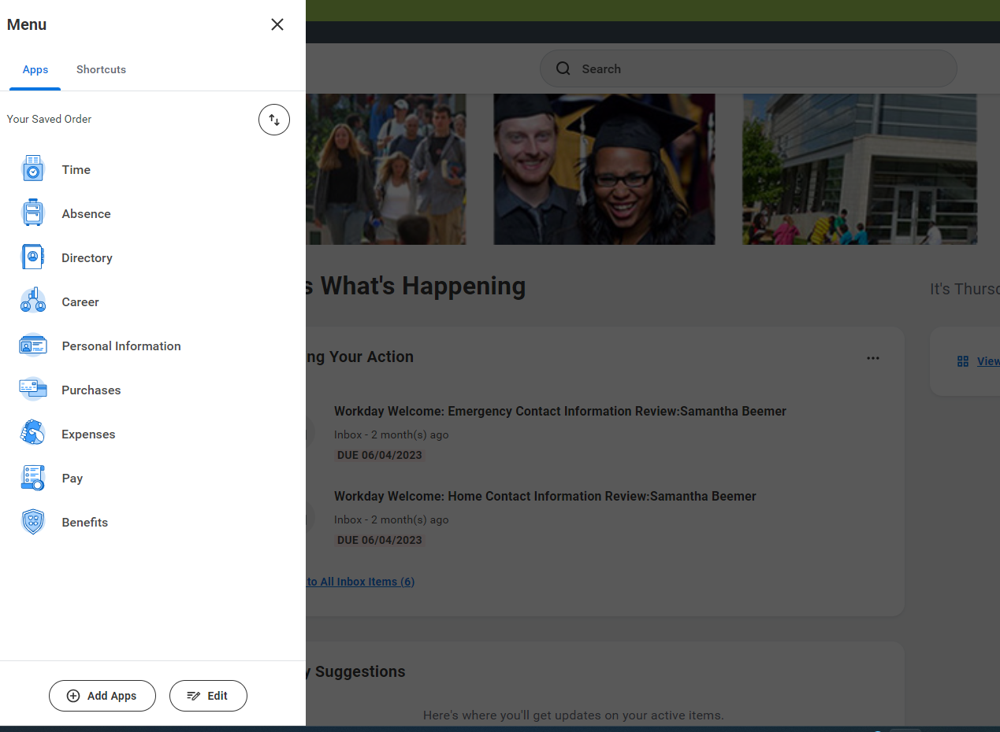 Menu
Apps
Shortcuts
Your Saved Order
Time
Absence
Directory
Career
Personal Information
Purchases
Expenses
Pay
Benefits
Add Apps
Edit
Search
What's Happening
It's
Your Action
View
Workday Welcome: Emergency Contact Information Review:Samantha Beemer
Inbox - 2 month(s) ago
DUE 06/04/2023
Workday Welcome: Home Contact Information Review:Samantha Beemer
Inbox - 2 month(s) ago
DUE 06/04/2023
to All Inbox Items (6)
Suggestions
Here's where you'll get updates on your active items.